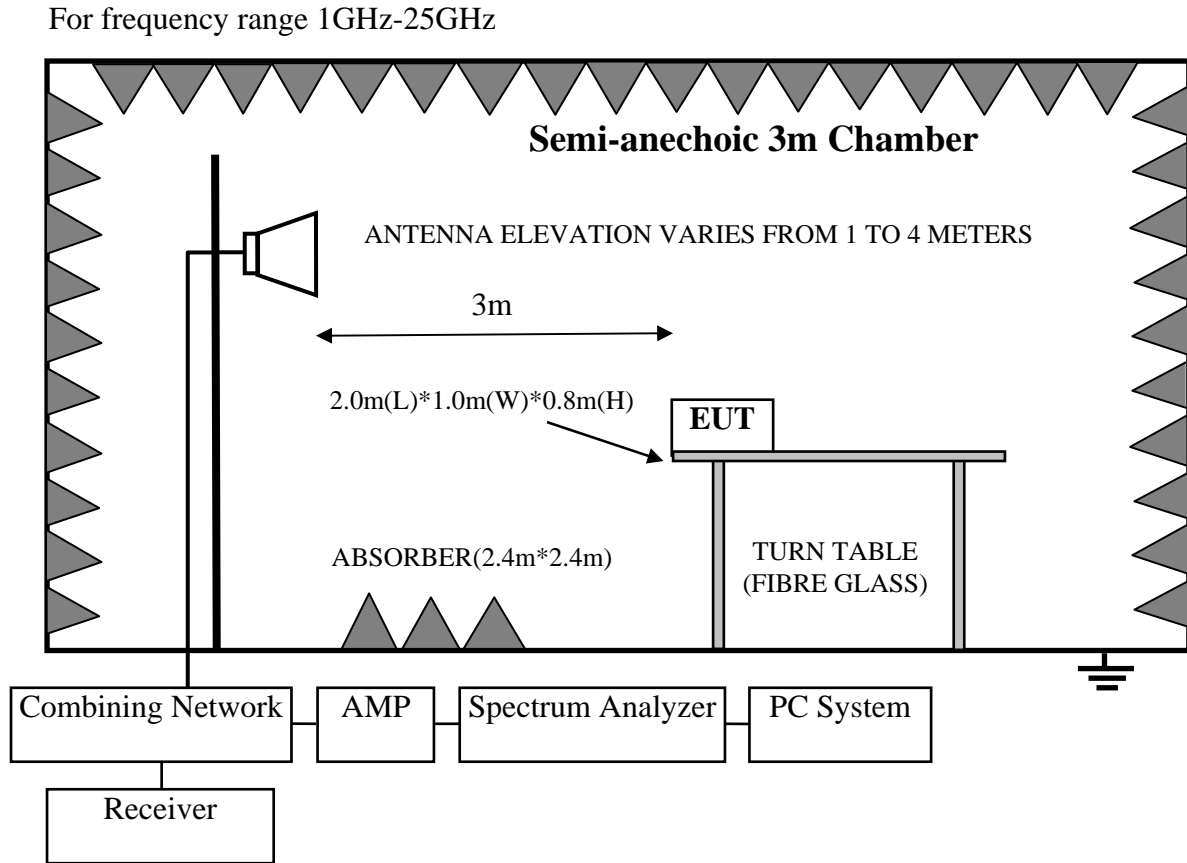 For frequency range 1GHz-25GHz
Semi-anechoic 3m Chamber
ANTENNA ELEVATION VARIES FROM 1 TO 4 METERS
3m
2.0m(L)*1.0m(W)*0.8m(H)
EUT
ABSORBER(2.4m*2.4m)
TURN TABLE
(FIBRE GLASS)
Combining Network
AMP
Spectrum Analyzer
PC System
Receiver